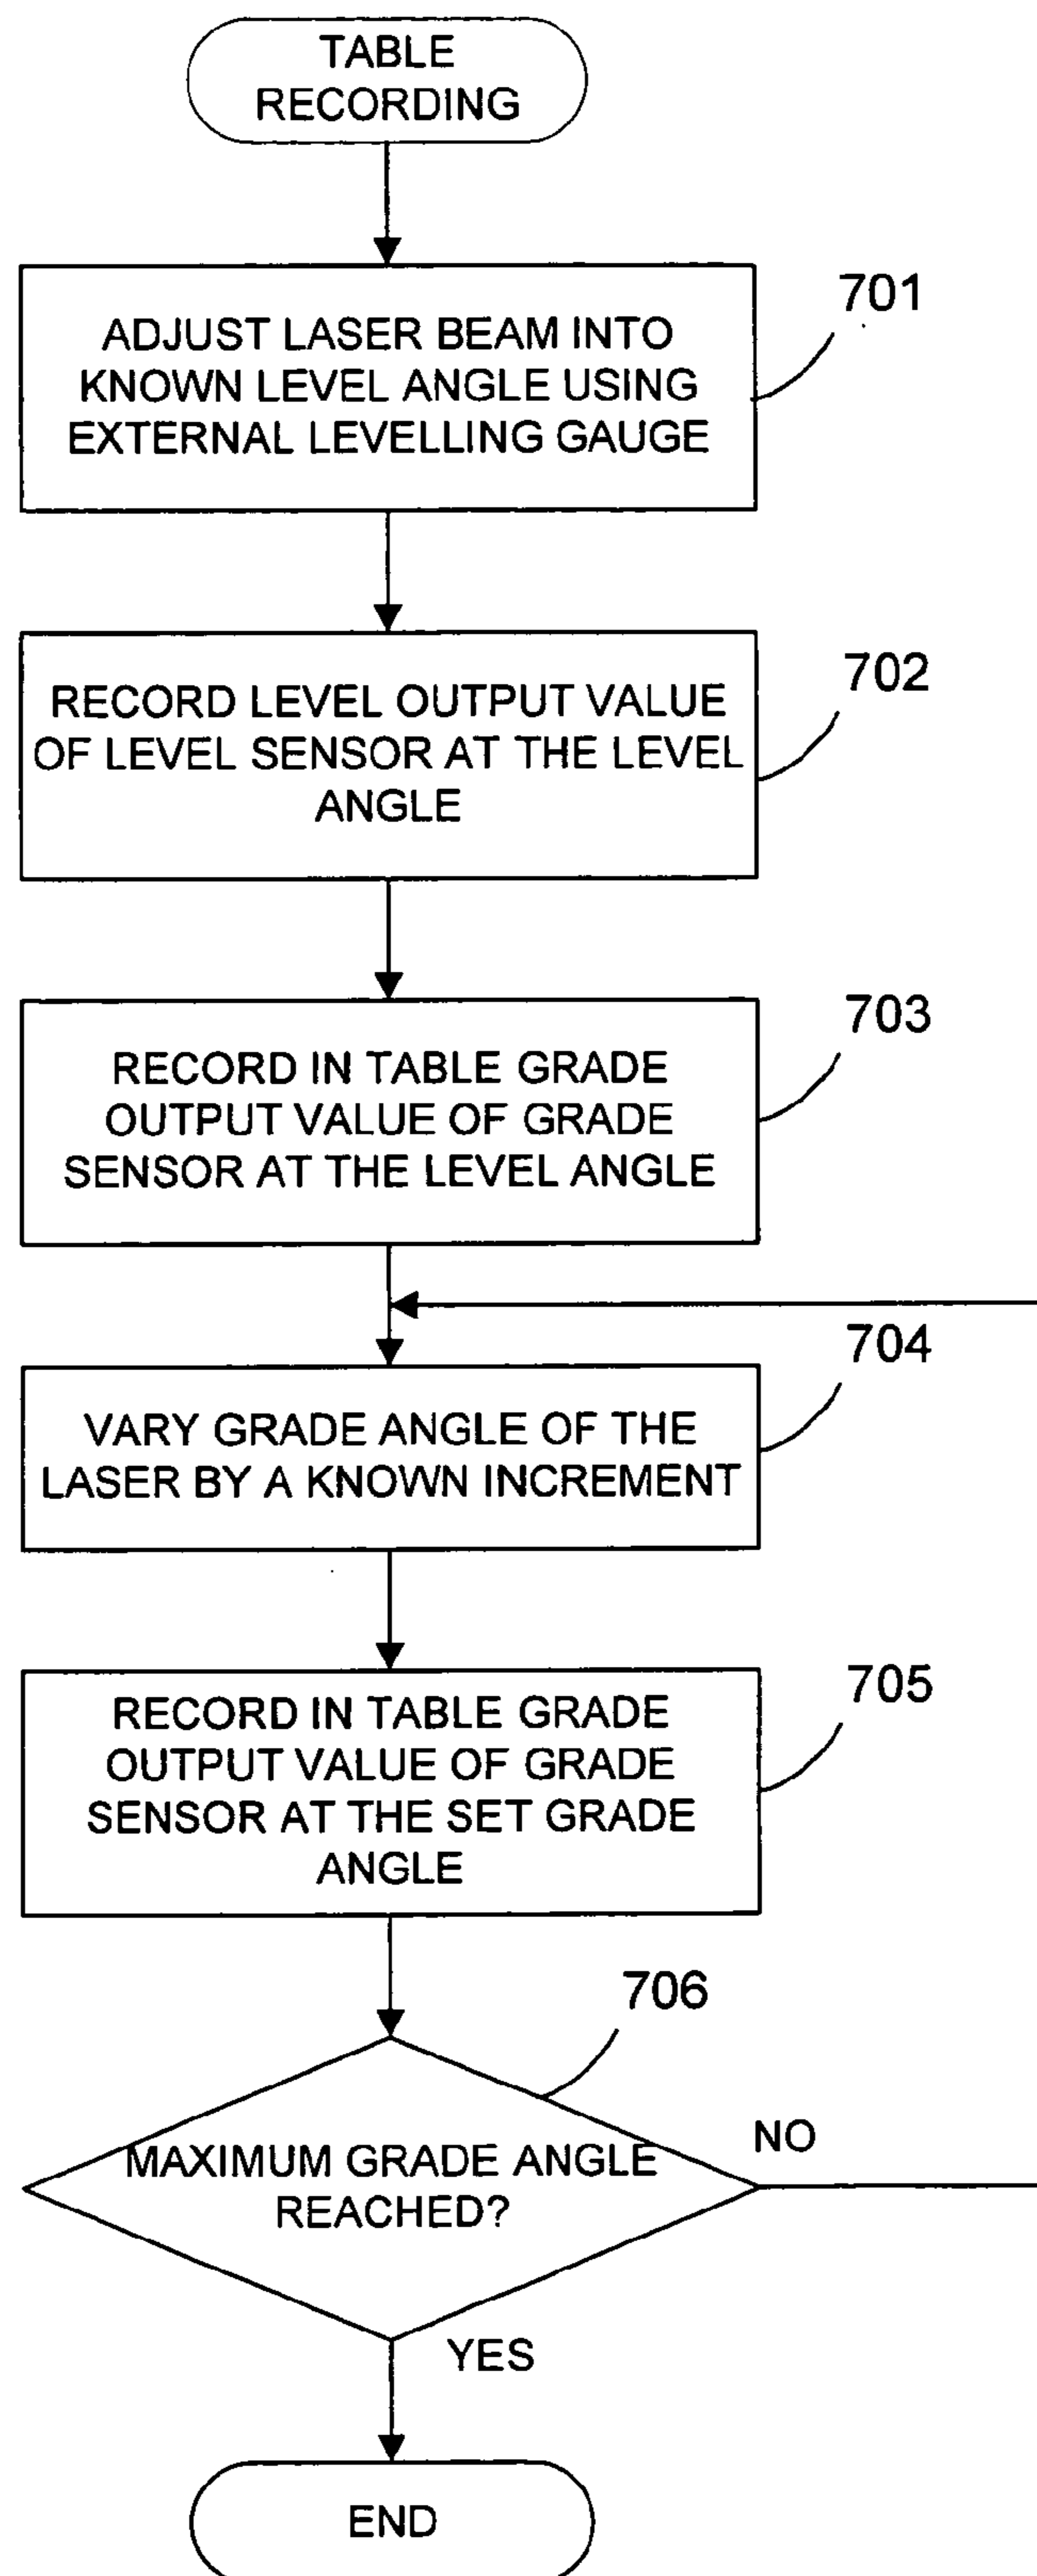 TABLE
RECORDING
701
ADJUST LASER BEAM INTO
KNOWN LEVEL ANGLE USING
EXTERNAL LEVELLING GAUGE
702
RECORD LEVEL OUTPUT VALUE
OF LEVEL SENSOR AT THE LEVEL
ANGLE
703
RECORD IN TABLE GRADE
OUTPUT VALUE OF GRADE
SENSOR AT THE LEVEL ANGLE
704
VARY GRADE ANGLE OF THE
LASER BY A KNOWN INCREMENT
705
RECORD IN TABLE GRADE
OUTPUT VALUE OF GRADE
SENSOR AT THE SET GRADE
ANGLE
706
MAXIMUM GRADE ANGLE
REACHED?
NO
YES
END